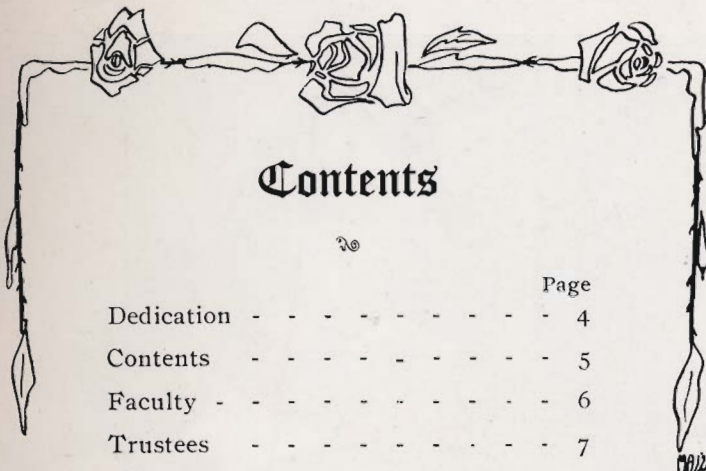 Contents
Page
Dedication - - - - - - - - - 4
Contents - - - - - - - - - 5
Faculty - - - - - - - - - - 6
Trustees - - - - - - - - - 7